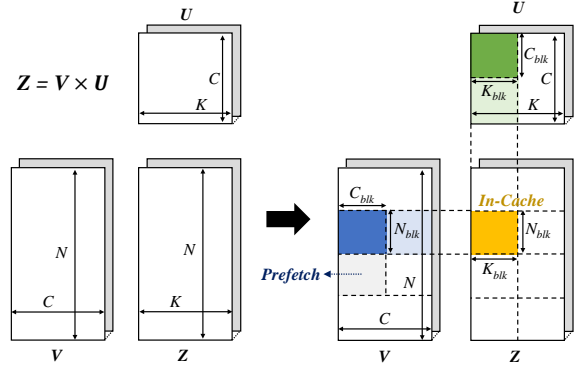 U
Z = V × U
C
K
N
C
V
N
K
Z
U
C_blk
C
K_blk
K
C_blk
N_blk
Prefetch
N
C
V
In-Cache
N_blk
K_blk
Z